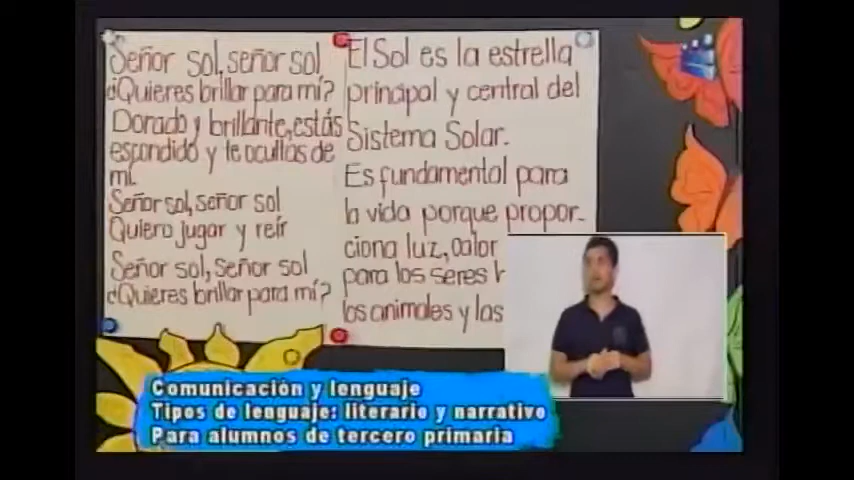 Señor sol, señor sol
¿Quieres brillar para mí?
Dorado y brillante, estás
escondido y te ocultas de
mí.
Señor sol, señor sol
Quiero jugar y reír
Señor sol, señor sol
¿Quieres brillar para mí?
El Sol es la estrella
principal y central del
Sistema Solar.
Es fundamental para
la vida porque propor-
ciona luz, calor
para los seres
los animales y las
Comunicación y lenguaje
Tipos de lenguaje: literario y narrativo
Para alumnos de tercero primaria